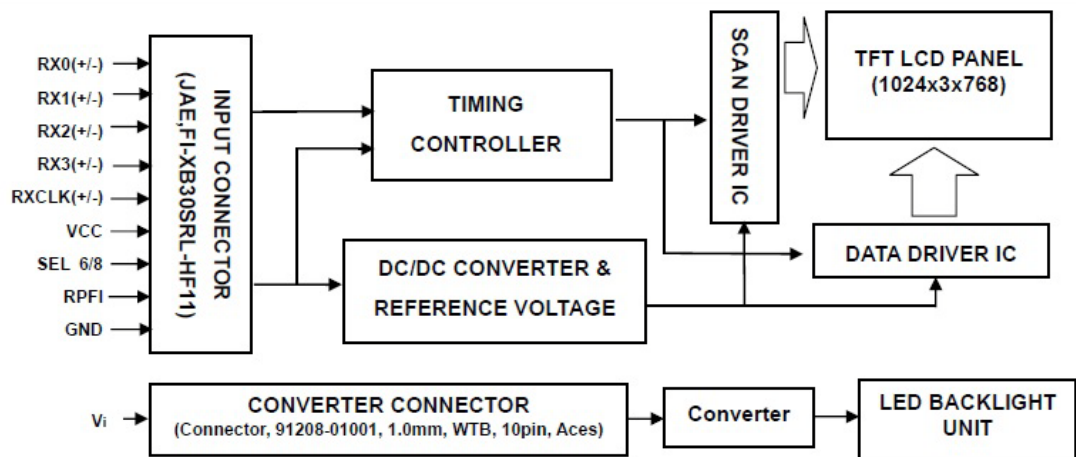 RX0(+/-)
RX1(+/-)
RX2(+/-)
RX3(+/-)
RXCLK(+/-)
VCC
SEL 6/8
RPFI
GND
INPUT CONNECTOR
(JAE,FI-XB30SRL-HF11)
TIMING
CONTROLLER
DC/DC CONVERTER &
REFERENCE VOLTAGE
SCAN DRIVER IC
TFT LCD PANEL
(1024x3x768)
DATA DRIVER IC
Vi
CONVERTER CONNECTOR
(Connector, 91208-01001, 1.0mm, WTB, 10pin, Aces)
Converter
LED BACKLIGHT
UNIT